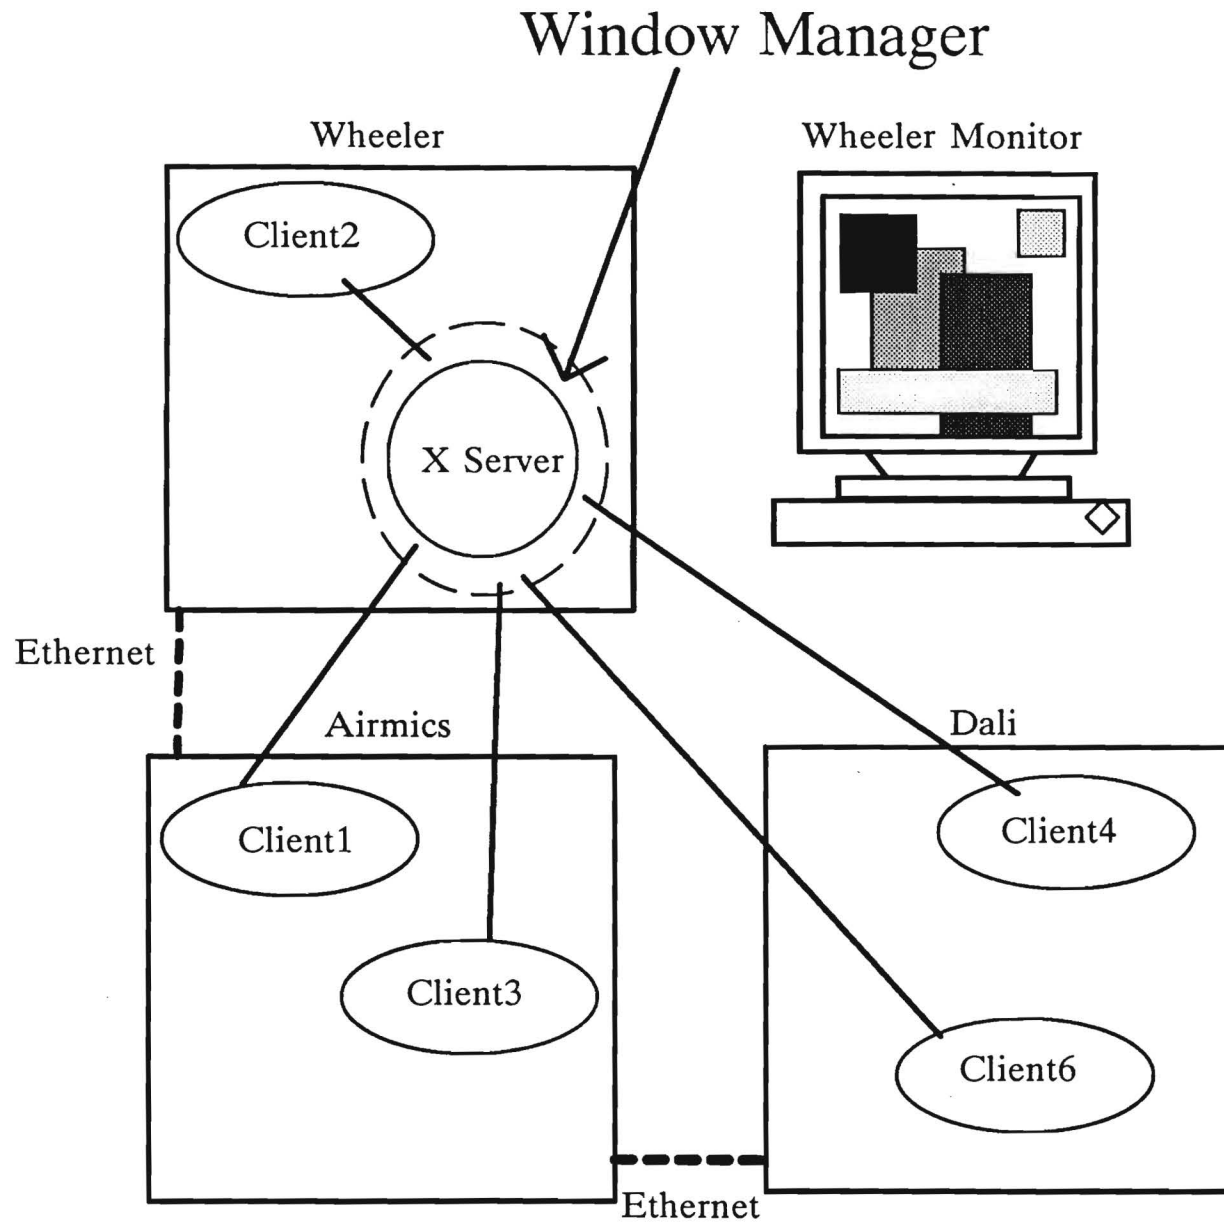 Window Manager
Wheeler
Wheeler Monitor
Client2
X Server
Ethernet
Airmics
Dali
Client1
Client4
Client3
Client6
Ethernet